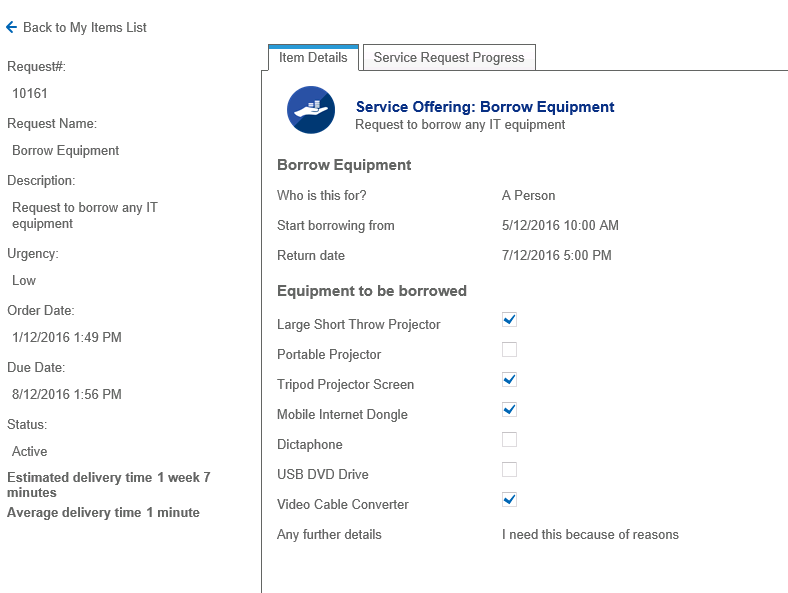 Back to My Items List
Request#:
10161
Request Name:
Borrow Equipment
Description:
Request to borrow any IT
equipment
Urgency:
Low
Order Date:
1/12/2016 1:49 PM
Due Date:
8/12/2016 1:56 PM
Status:
Active
Estimated delivery time 1 week 7
minutes
Average delivery time 1 minute
Item Details
Service Request Progress
Service Offering: Borrow Equipment
Request to borrow any IT equipment
Borrow Equipment
Who is this for? A Person
Start borrowing from 5/12/2016 10:00 AM
Return date 7/12/2016 5:00 PM
Equipment to be borrowed
Large Short Throw Projector
Portable Projector
Tripod Projector Screen
Mobile Internet Dongle
Dictaphone
USB DVD Drive
Video Cable Converter
Any further details I need this because of reasons